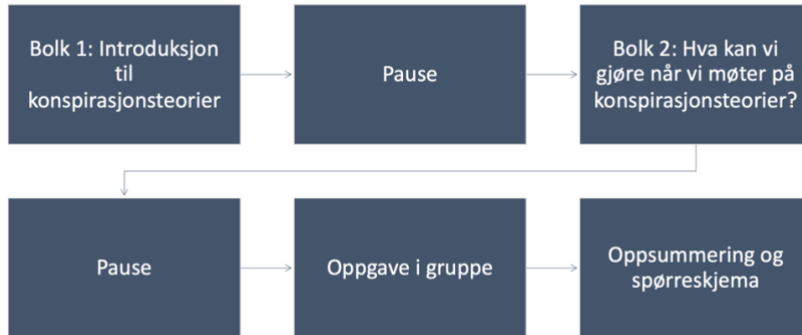 Bolk 1: Introduksjon
til
konspirasjonsteorier
Pause
Bolk 2: Hva kan vi
gjøre når vi møter på
konspirasjonsteorier?
Pause
Oppgave i gruppe
Oppsummering og
spørreskjema